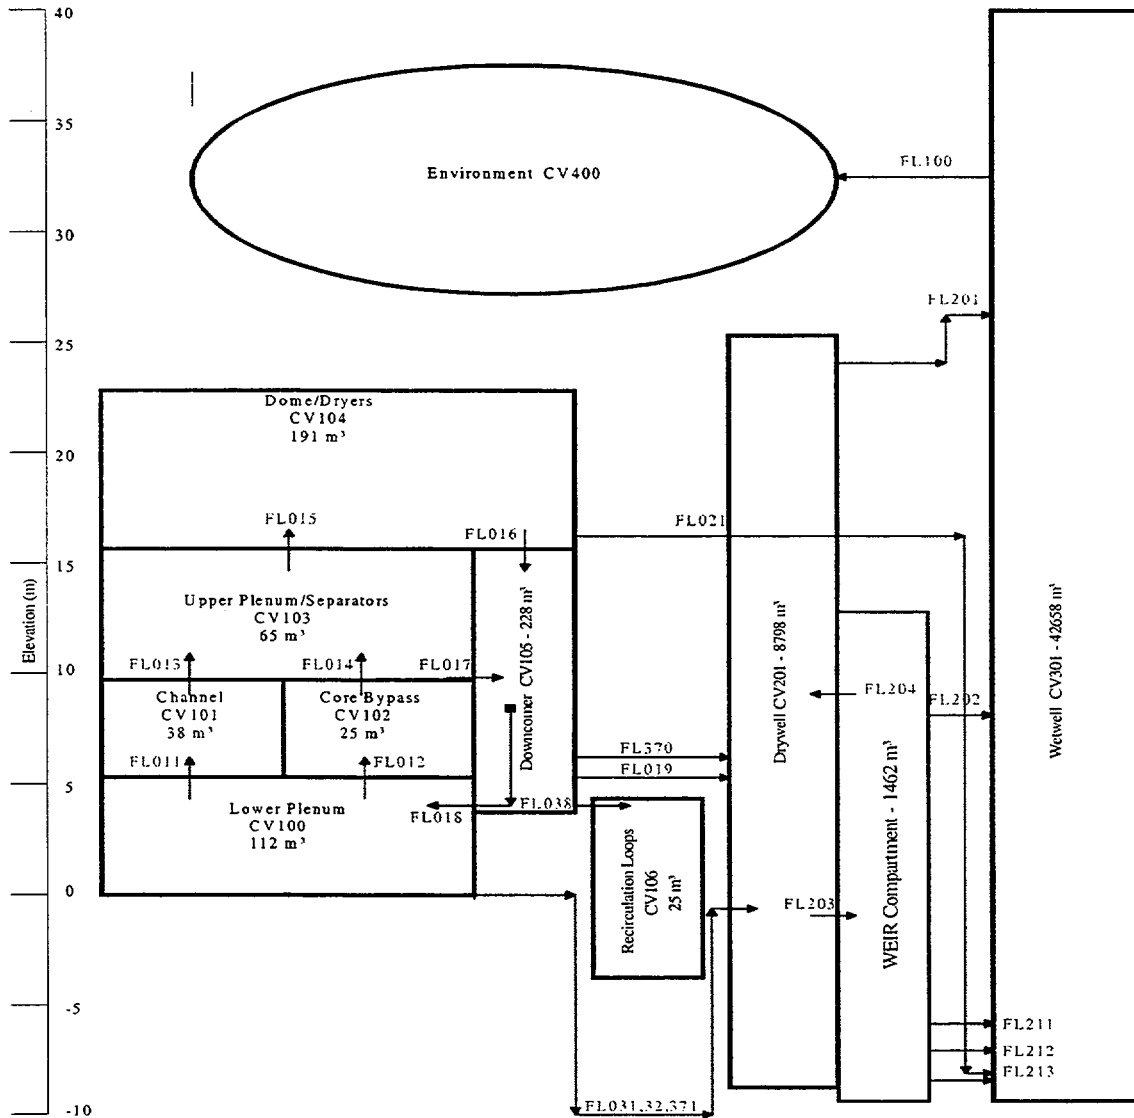 40
35
FL100
Environment CV400
30
FL201
25
Dome/Dryers
CV104
191 m³
20
FL015
FL016
FL021
15
Upper Plenum/Separators
CV103
65 m³
Downcomer CV105 - 228 m³
Drywell CV201 - 8798 m³
Wetwell CV301 - 42658 m³
Elevation (m)
10
FL013
FL014
FL017
Channel
CV101
38 m³
Core Bypass
CV102
25 m³
FL204
FL202
FL011
FL012
FL370
FL019
5
Lower Plenum
CV100
112 m³
FL018
FL038
WEIR Compartment - 1462 m³
Recirculation Loops
CV106
25 m³
0
FL203
-5
FL211
FL212
FL213
-10
FL031,32,371